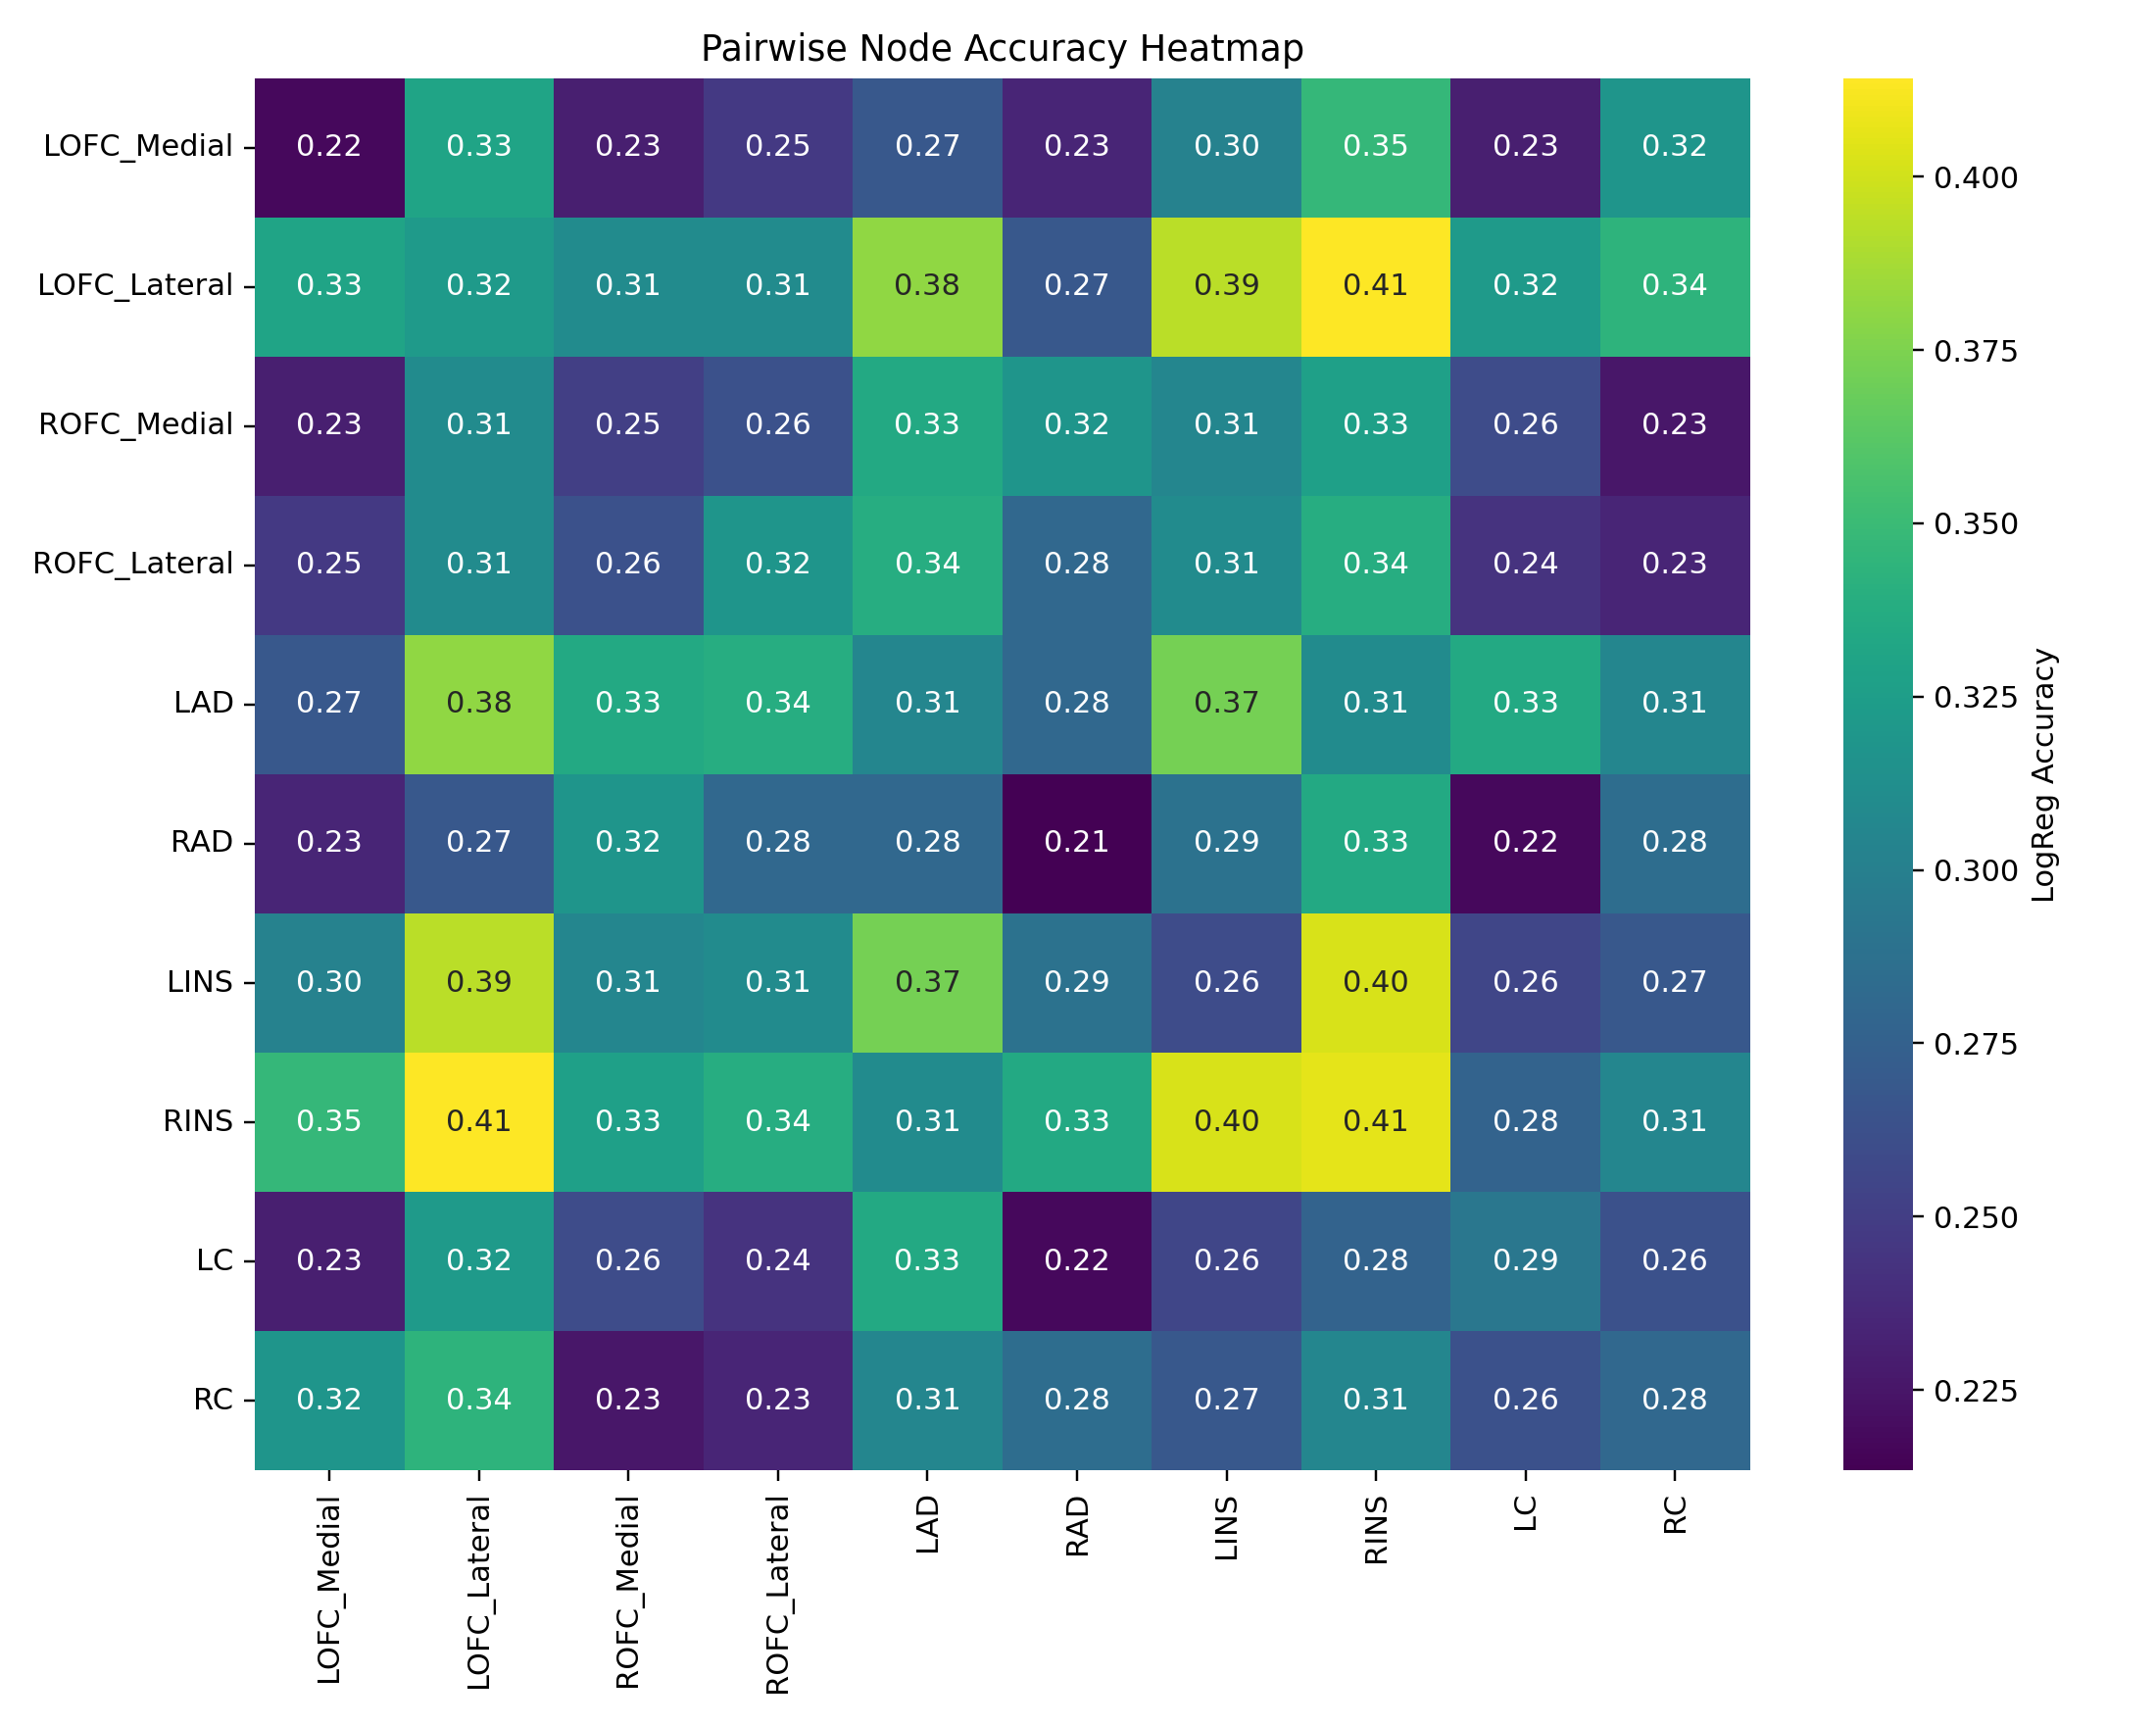 Pairwise Node Accuracy Heatmap
LOFC_Medial 0.22 0.33 0.23 0.25 0.27 0.23 0.30 0.35 0.23 0.32
LOFC_Lateral 0.33 0.32 0.31 0.31 0.38 0.27 0.39 0.41 0.32 0.34
ROFC_Medial 0.23 0.31 0.25 0.26 0.33 0.32 0.31 0.33 0.26 0.23
ROFC_Lateral 0.25 0.31 0.26 0.32 0.34 0.28 0.31 0.34 0.24 0.23
LAD 0.27 0.38 0.33 0.34 0.31 0.28 0.37 0.31 0.33 0.31
RAD 0.23 0.27 0.32 0.28 0.28 0.21 0.29 0.33 0.22 0.28
LINS 0.30 0.39 0.31 0.31 0.37 0.29 0.26 0.40 0.26 0.27
RINS 0.35 0.41 0.33 0.34 0.31 0.33 0.40 0.41 0.28 0.31
LC 0.23 0.32 0.26 0.24 0.33 0.22 0.26 0.28 0.29 0.26
RC 0.32 0.34 0.23 0.23 0.31 0.28 0.27 0.31 0.26 0.28
LOFC_Medial
LOFC_Lateral
ROFC_Medial
ROFC_Lateral
LAD
RAD
LINS
RINS
LC
RC
0.400
0.375
0.350
0.325
0.300
0.275
0.250
0.225
LogReg Accuracy